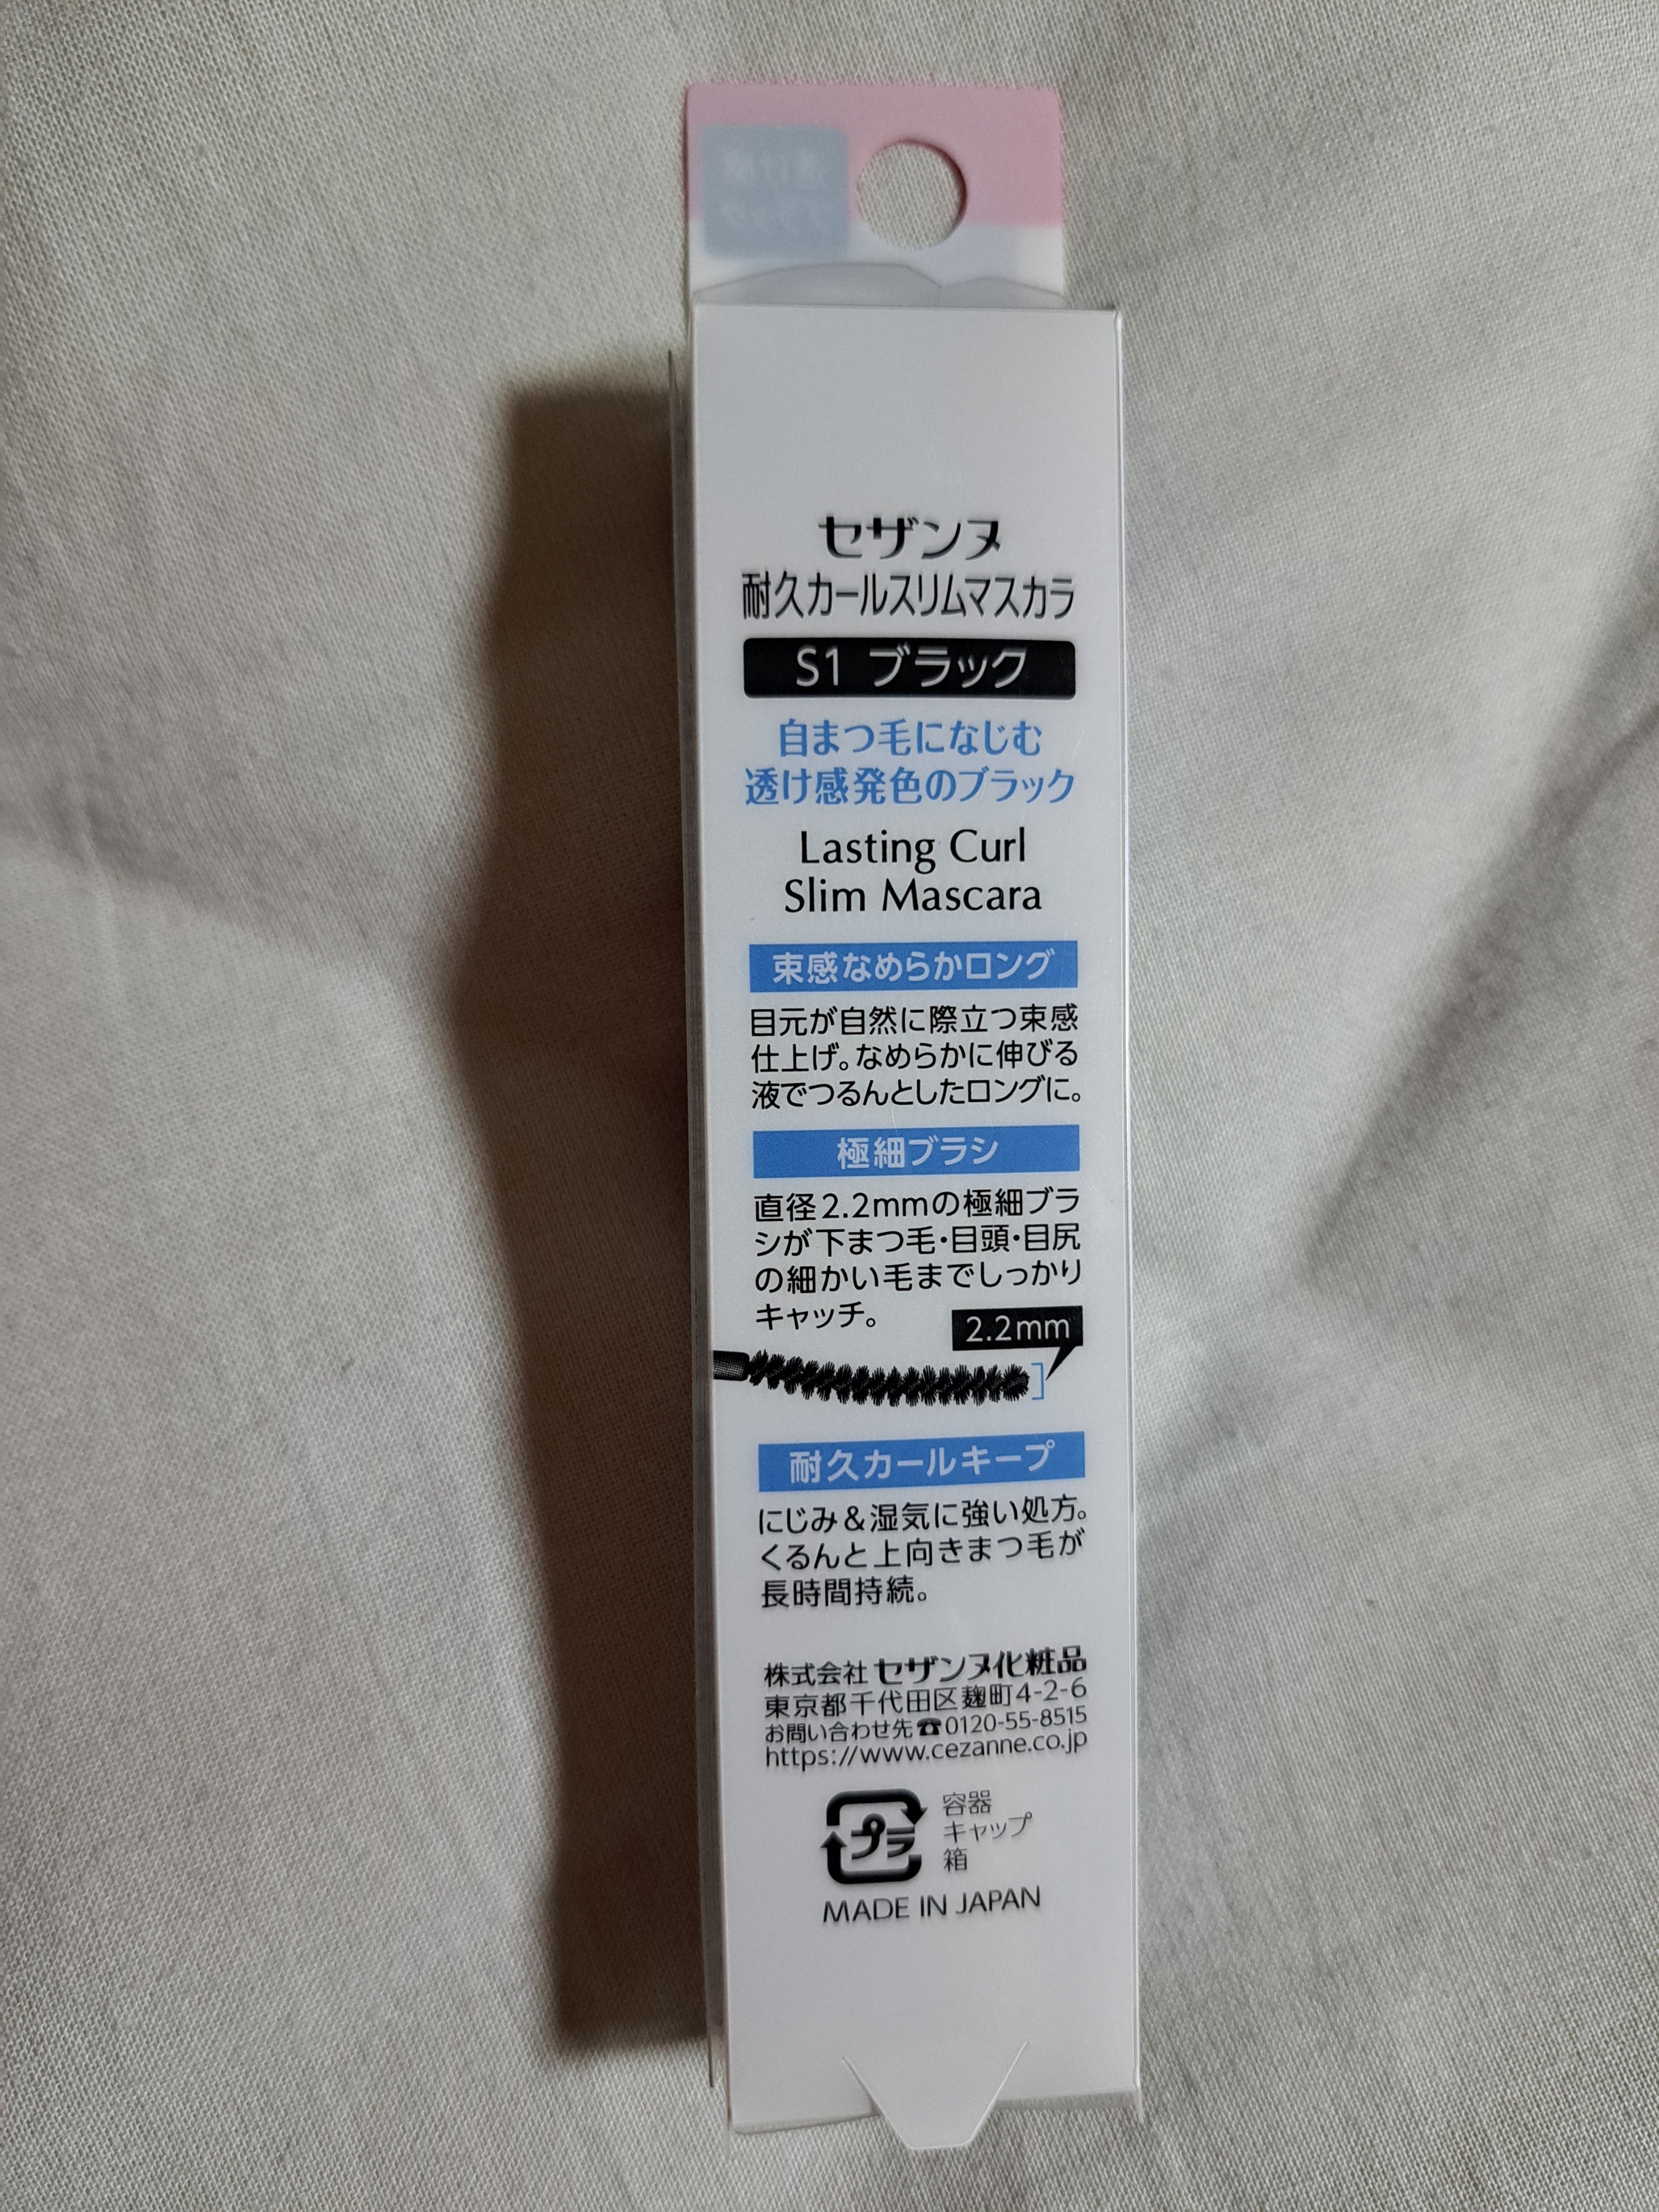 セザンヌ
耐久カールスリムマスカラ
S1 ブラック
自まつ毛になじむ
透け感発色のブラック
Lasting Curl
Slim Mascara
束感なめらかロング
目元が自然に際立つ束感
仕上げ。なめらかに伸びる
液でつるんとしたロングに。
極細ブラシ
直径2.2mmの極細ブラ
シが下まつ毛・目頭・目尻
の細かい毛までしっかり
キャッチ。
2.2mm
耐久カールキープ
にじみ&湿気に強い処方。
くるんと上向きまつ毛が
長時間持続。
株式会社 セザンヌ化粧品
東京都千代田区麹町4-2-6
お問い合わせ先☎0120-55-8515
https://www.cezanne.co.jp
プラ
容器
キャップ
箱
MADE IN JAPAN